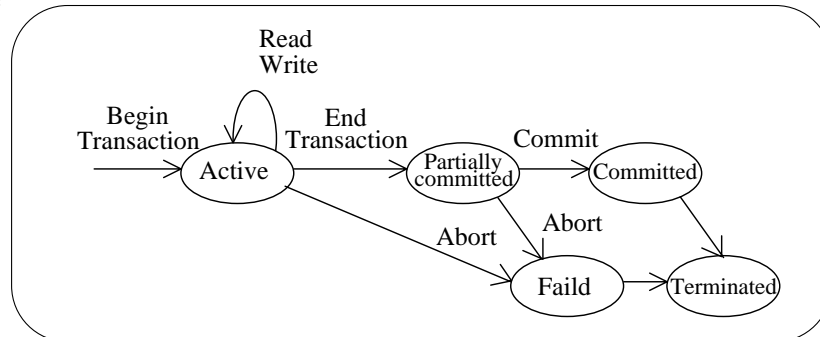 Read
Write
Begin
Transaction
End
Transaction
Commit
Active
Partially
committed
Committed
Abort
Abort
Faild
Terminated